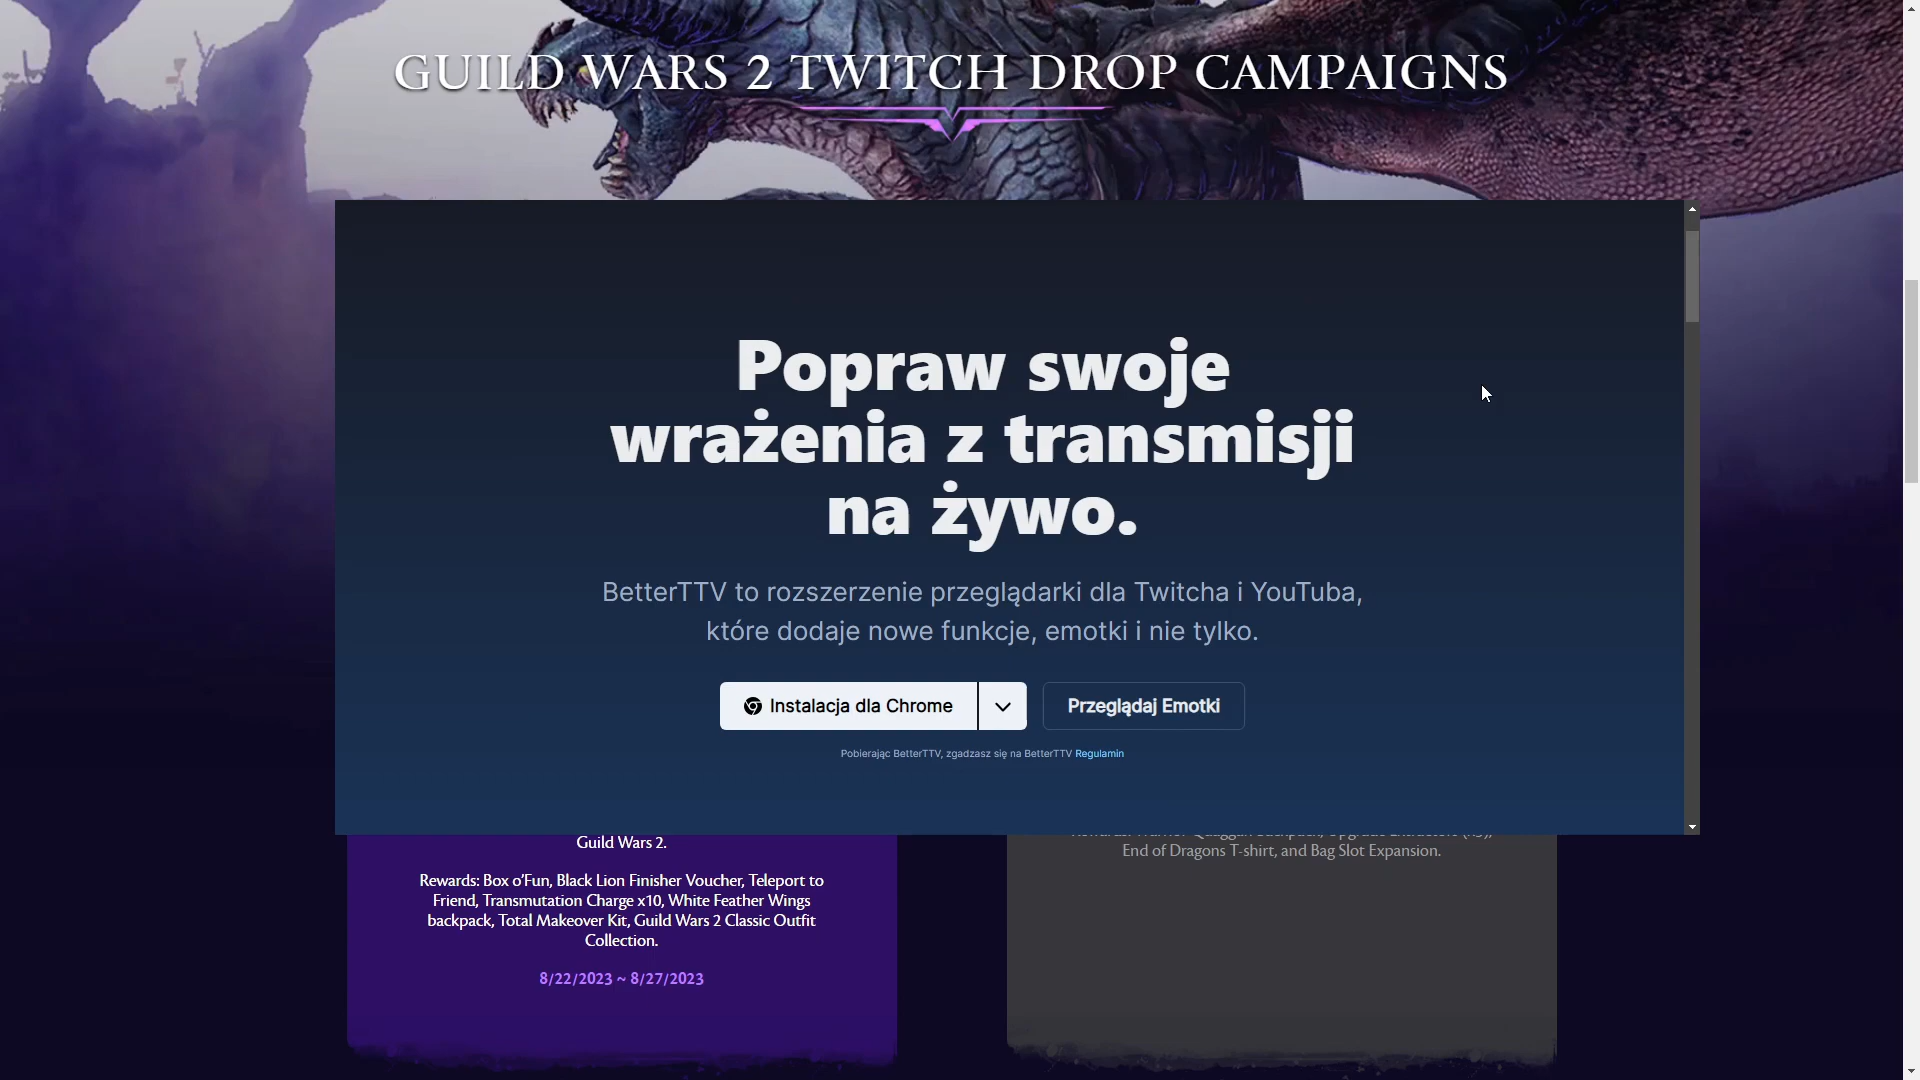 GUILD WARS 2 TWITCH DROP CAMPAIGNS
Popraw swoje
wrażenia z transmisji
na żywo.
BetterTTV to rozszerzenie przeglądarki dla Twitcha i YouTuba,
które dodaje nowe funkcje, emotki i nie tylko.
Instalacja dla Chrome
Przeglądaj Emotki
Pobierając BetterTTV, zgadzasz się na BetterTTV Regulamin
Guild Wars 2.
Rewards: Box o'Fun, Black Lion Finisher Voucher, Teleport to
Friend, Transmutation Charge x10, White Feather Wings
backpack, Total Makeover Kit, Guild Wars 2 Classic Outfit
Collection.
8/22/2023 ~ 8/27/2023
End of Dragons T-shirt, and Bag Slot Expansion.